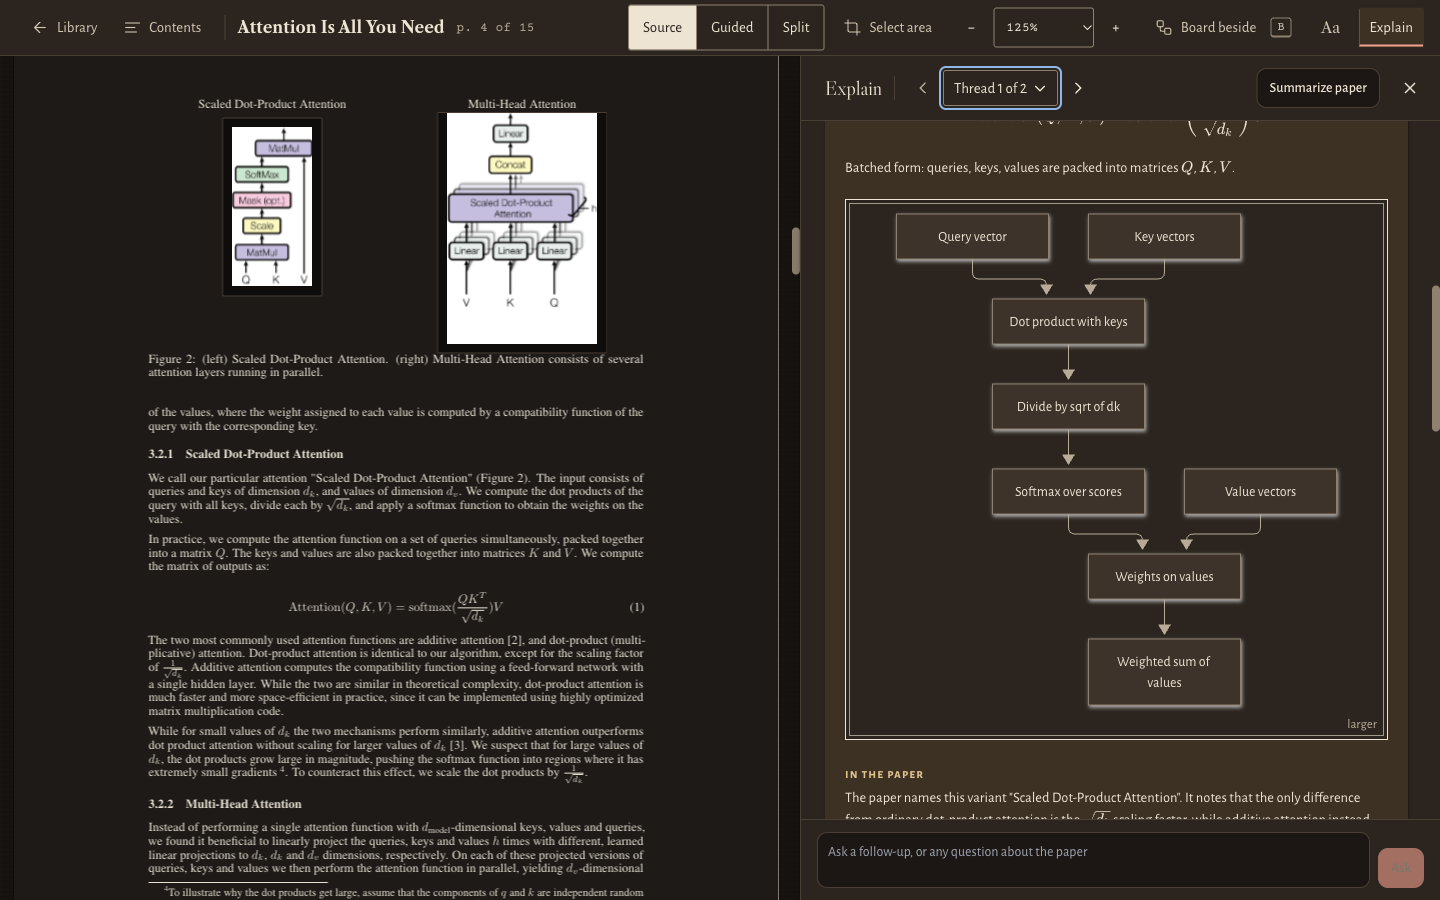 Library
Contents
Attention Is All You Need
p. 4 of 15
Source
Guided
Split
Select area
−
125%
+
Board beside
B
Aa
Explain
Scaled Dot-Product Attention
Multi-Head Attention
MatMul
SoftMax
Mask (opt.)
Scale
MatMul
Q K V
Linear
Concat
Scaled Dot-Product
Attention
h
Linear Linear Linear
V K Q
Figure 2: (left) Scaled Dot-Product Attention. (right) Multi-Head Attention consists of several
attention layers running in parallel.
of the values, where the weight assigned to each value is computed by a compatibility function of the
query with the corresponding key.
3.2.1 Scaled Dot-Product Attention
We call our particular attention "Scaled Dot-Product Attention" (Figure 2). The input consists of
queries and keys of dimension d_k, and values of dimension d_v. We compute the dot products of the
query with all keys, divide each by √d_k, and apply a softmax function to obtain the weights on the
values.
In practice, we compute the attention function on a set of queries simultaneously, packed together
into a matrix Q. The keys and values are also packed together into matrices K and V. We compute
the matrix of outputs as:
Attention(Q, K, V) = softmax(QK^T/√d_k)V (1)
The two most commonly used attention functions are additive attention [2], and dot-product (multi-
plicative) attention. Dot-product attention is identical to our algorithm, except for the scaling factor
of 1/√d_k. Additive attention computes the compatibility function using a feed-forward network with
a single hidden layer. While the two are similar in theoretical complexity, dot-product attention is
much faster and more space-efficient in practice, since it can be implemented using highly optimized
matrix multiplication code.
While for small values of d_k the two mechanisms perform similarly, additive attention outperforms
dot product attention without scaling for larger values of d_k [3]. We suspect that for large values of
d_k, the dot products grow large in magnitude, pushing the softmax function into regions where it has
extremely small gradients ⁴. To counteract this effect, we scale the dot products by 1/√d_k.
3.2.2 Multi-Head Attention
Instead of performing a single attention function with d_model-dimensional keys, values and queries,
we found it beneficial to linearly project the queries, keys and values h times with different, learned
linear projections to d_k, d_k and d_v dimensions, respectively. On each of these projected versions of
queries, keys and values we then perform the attention function in parallel, yielding d_v-dimensional
⁴To illustrate why the dot products get large, assume that the components of q and k are independent random
Explain
Thread 1 of 2
Summarize paper
√d_k
Batched form: queries, keys, values are packed into matrices Q, K, V.
Query vector
Key vectors
Dot product with keys
Divide by sqrt of dk
Softmax over scores
Value vectors
Weights on values
Weighted sum of
values
larger
IN THE PAPER
The paper names this variant "Scaled Dot-Product Attention". It notes that the only difference
from ordinary dot-product attention is the √d_k scaling factor, while additive attention instead
Ask a follow-up, or any question about the paper
Ask